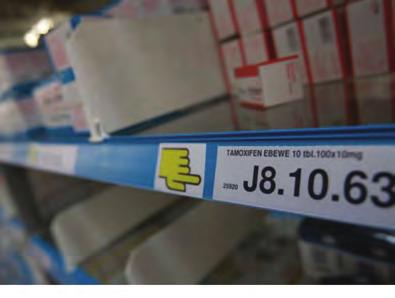 TAMOXIFEN EBEWE 10 tbl.100x10mg
25920 J8.10.63